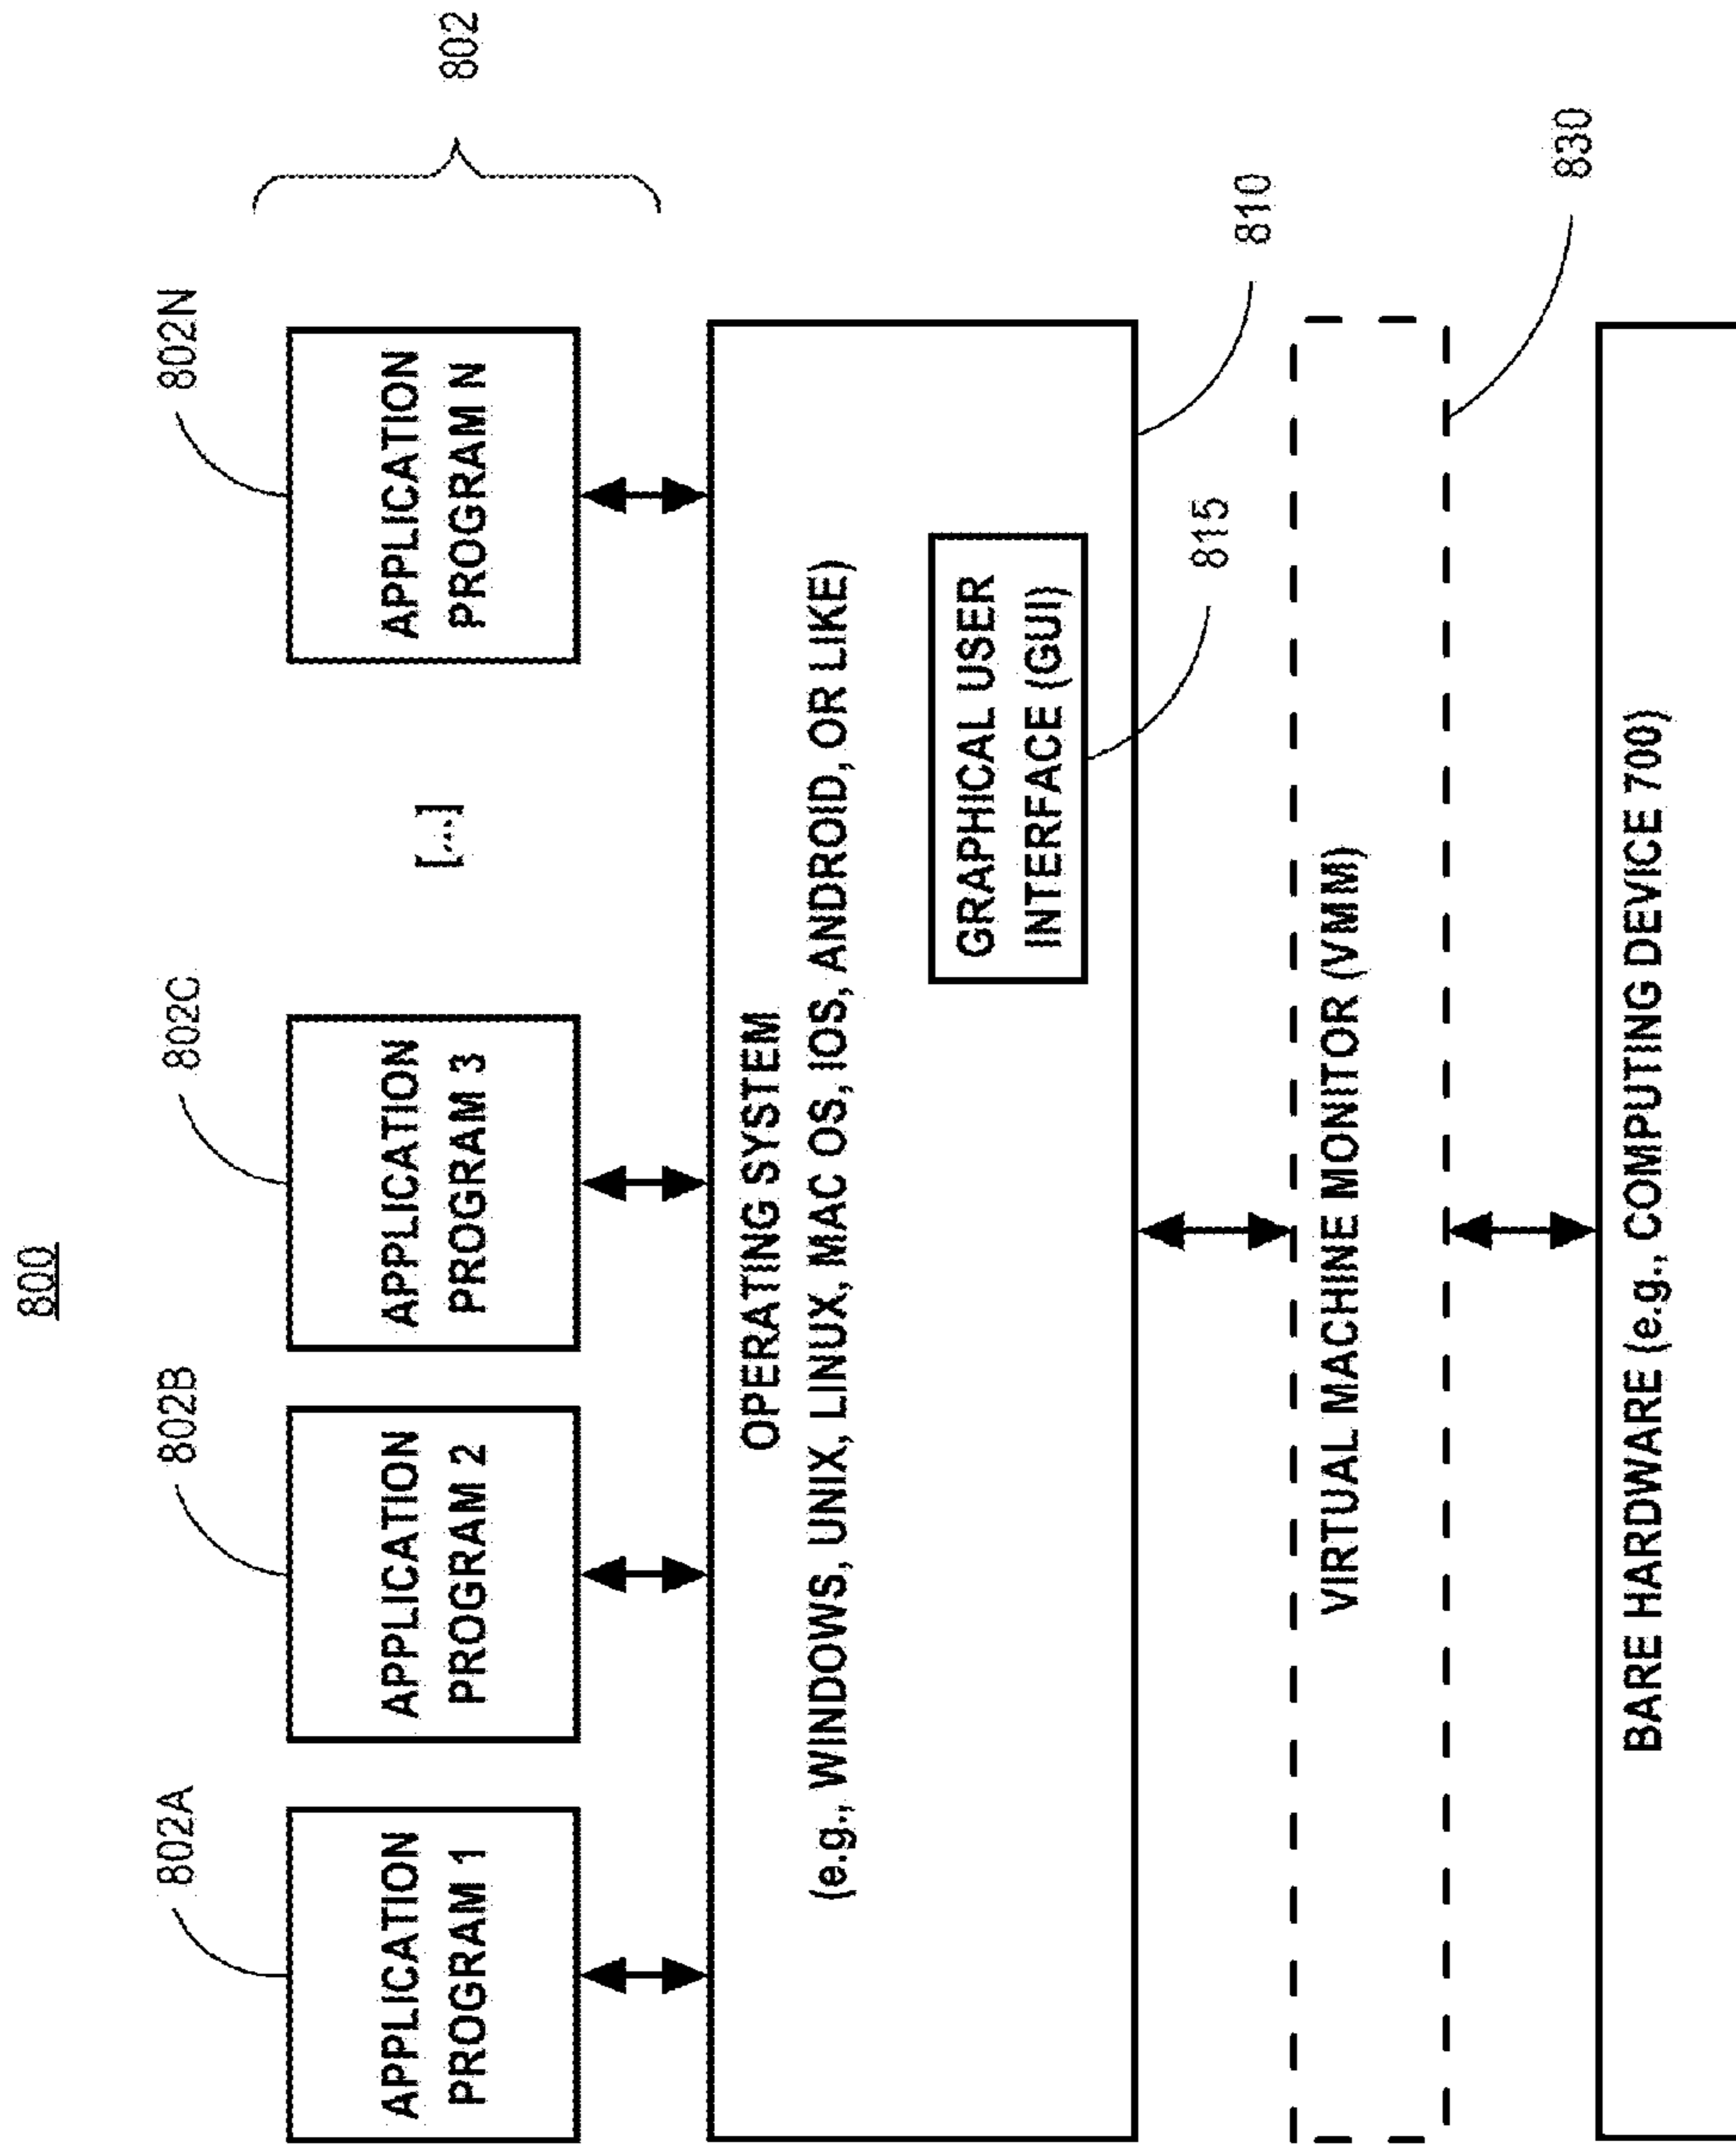 800
802A
802B
802C
802N
802
APPLICATION
PROGRAM 1
APPLICATION
PROGRAM 2
APPLICATION
PROGRAM 3
[...]
APPLICATION
PROGRAM N
OPERATING SYSTEM
(e.g., WINDOWS, UNIX, LINUX, MAC OS, IOS, ANDROID, OR LIKE)
GRAPHICAL USER
INTERFACE (GUI)
815
810
VIRTUAL MACHINE MONITOR (VMM)
830
BARE HARDWARE (e.g., COMPUTING DEVICE 700)